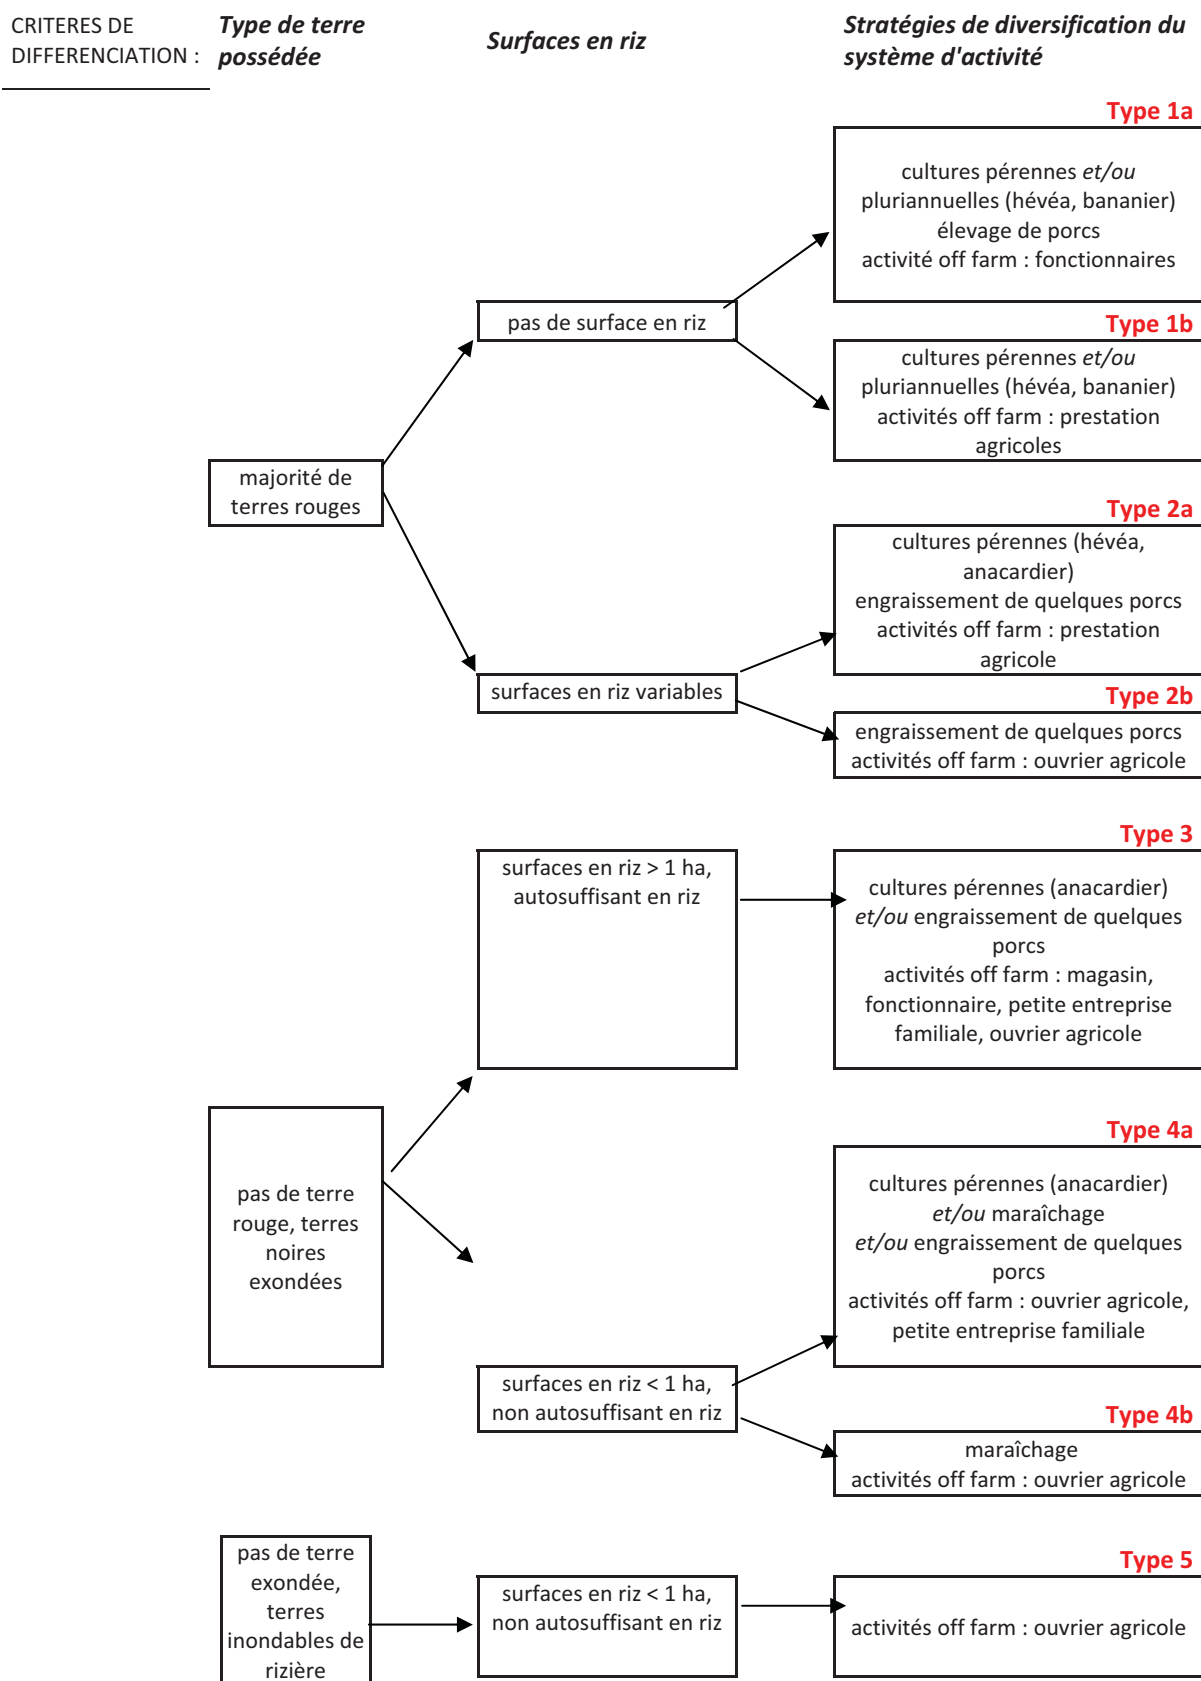 CRITERES DE
DIFFERENCIATION :
Type de terre
possédée
Surfaces en riz
Stratégies de diversification du
système d'activité
Type 1a
cultures pérennes et/ou
pluriannuelles (hévéa, bananier)
élevage de porcs
activité off farm : fonctionnaires
pas de surface en riz
Type 1b
cultures pérennes et/ou
pluriannuelles (hévéa, bananier)
activités off farm : prestation
agricoles
majorité de
terres rouges
Type 2a
cultures pérennes (hévéa,
anacardier)
engraissement de quelques porcs
activités off farm : prestation
agricole
surfaces en riz variables
Type 2b
engraissement de quelques porcs
activités off farm : ouvrier agricole
Type 3
surfaces en riz > 1 ha,
autosuffisant en riz
cultures pérennes (anacardier)
et/ou engraissement de quelques
porcs
activités off farm : magasin,
fonctionnaire, petite entreprise
familiale, ouvrier agricole
pas de terre
rouge, terres
noires
exondées
Type 4a
cultures pérennes (anacardier)
et/ou maraîchage
et/ou engraissement de quelques
porcs
activités off farm : ouvrier agricole,
petite entreprise familiale
surfaces en riz < 1 ha,
non autosuffisant en riz
Type 4b
maraîchage
activités off farm : ouvrier agricole
pas de terre
exondée,
terres
inondables de
rizière
surfaces en riz < 1 ha,
non autosuffisant en riz
Type 5
activités off farm : ouvrier agricole